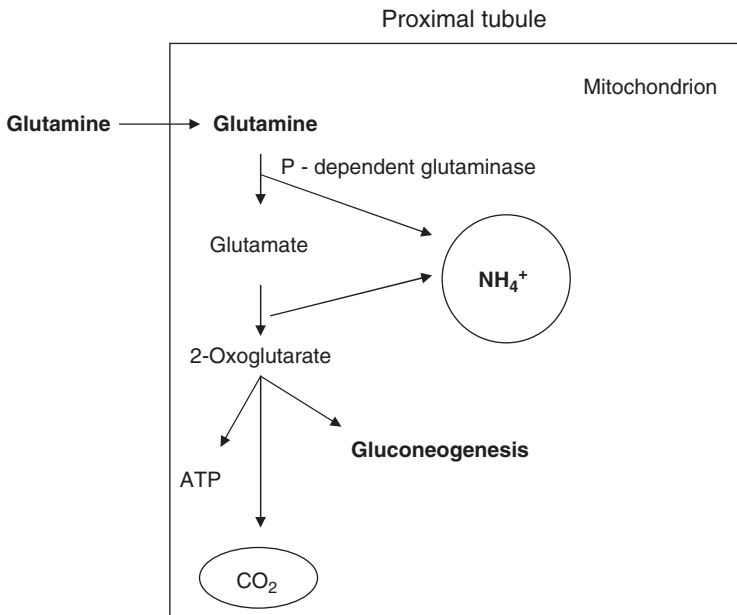 Proximal tubule
Mitochondrion
Glutamine
Glutamine
P - dependent glutaminase
Glutamate
NH₄⁺
2-Oxoglutarate
Gluconeogenesis
ATP
CO₂